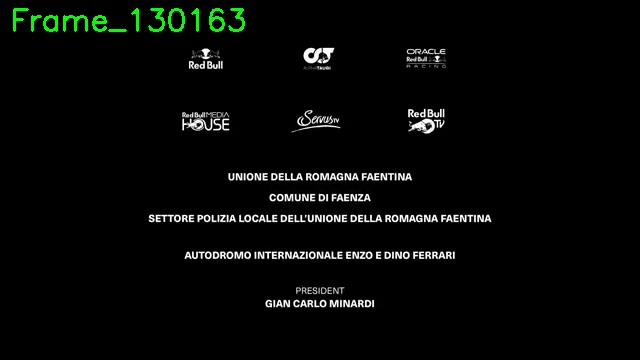 Frame_130163
Red Bull
ALPHATAURI
ORACLE
Red Bull
RACING
Red Bull MEDIA
HOUSE
ServusTV
Red Bull
TV
UNIONE DELLA ROMAGNA FAENTINA
COMUNE DI FAENZA
SETTORE POLIZIA LOCALE DELL'UNIONE DELLA ROMAGNA FAENTINA
AUTODROMO INTERNAZIONALE ENZO E DINO FERRARI
PRESIDENT
GIAN CARLO MINARDI